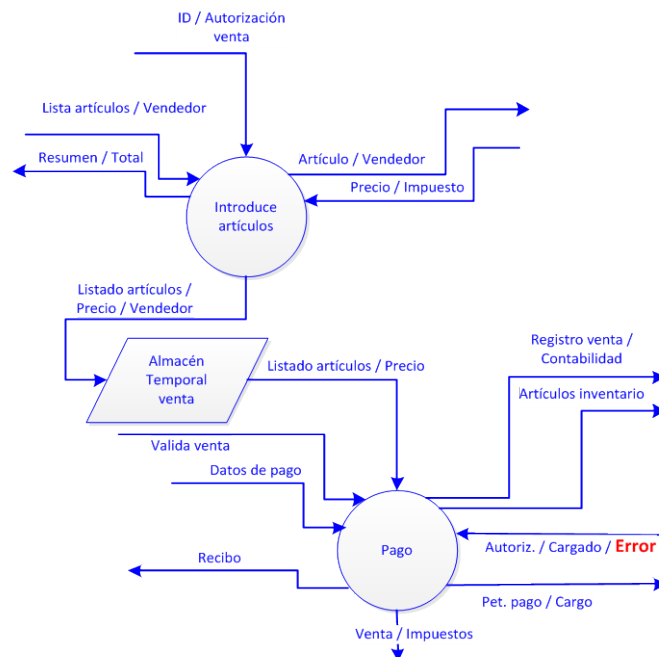 ID / Autorización
venta
Lista artículos / Vendedor
Resumen / Total
Artículo / Vendedor
Precio / Impuesto
Introduce
artículos
Listado artículos /
Precio / Vendedor
Almacén
Temporal
venta
Listado artículos / Precio
Registro venta /
Contabilidad
Artículos inventario
Valida venta
Datos de pago
Pago
Autoriz. / Cargado / Error
Recibo
Pet. pago / Cargo
Venta / Impuestos